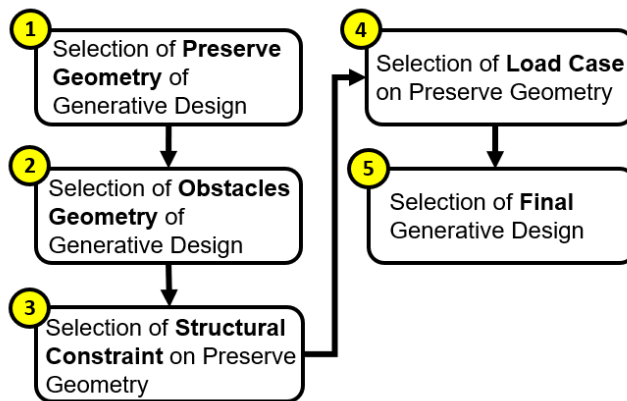 1
Selection of Preserve
Geometry of
Generative Design
2
Selection of Obstacles
Geometry of
Generative Design
3
Selection of Structural
Constraint on Preserve
Geometry
4
Selection of Load Case
on Preserve Geometry
5
Selection of Final
Generative Design